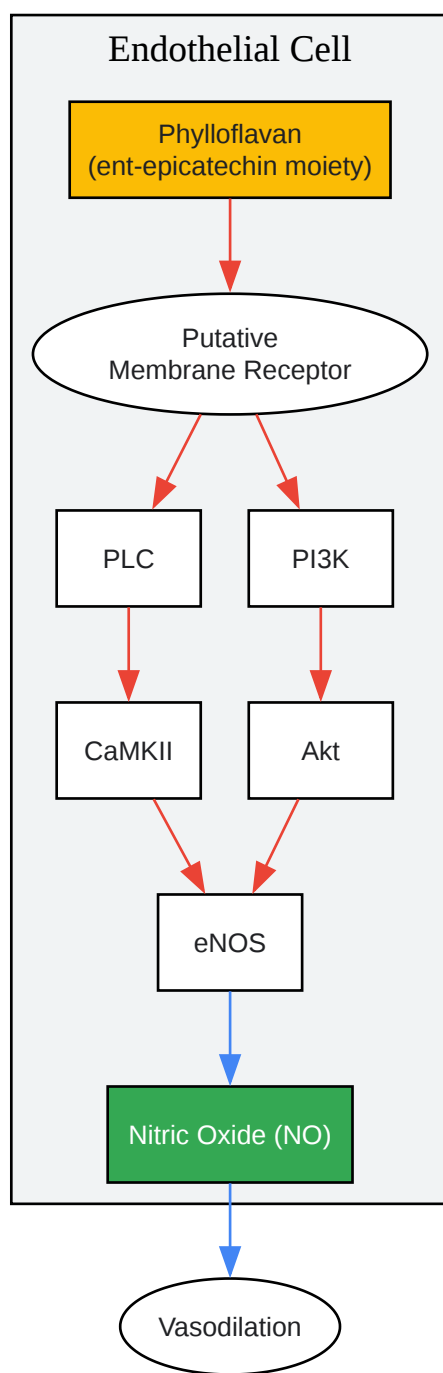 Endothelial Cell
Phylloflavan
(ent-epicatechin moiety)
Putative
Membrane Receptor
PLC
PI3K
CaMKII
Akt
eNOS
Nitric Oxide (NO)
Vasodilation